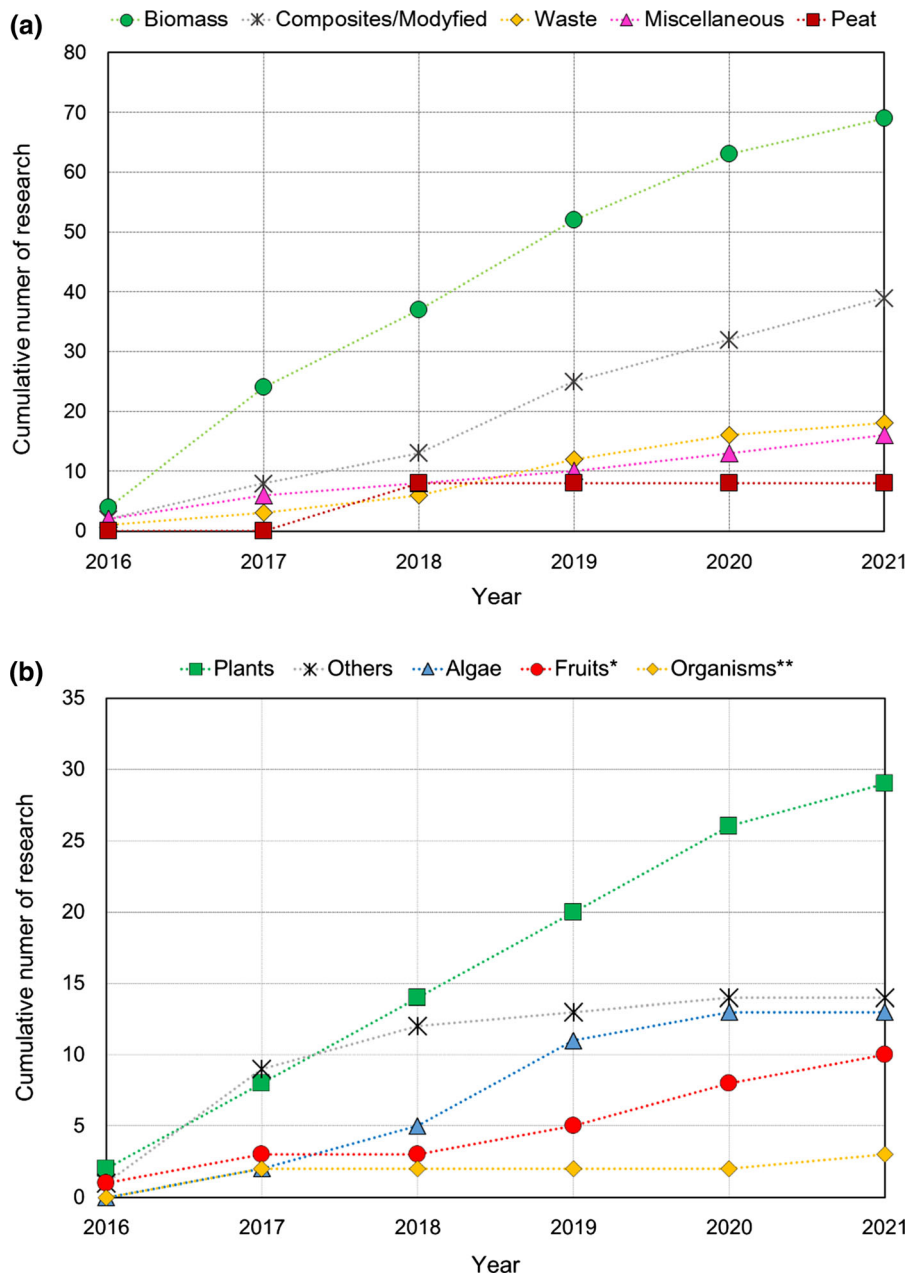 (a)
Biomass Composites/Modyfied Waste Miscellaneous Peat
80
70
60
50
40
30
20
10
0
Cumulative numer of research
2016 2017 2018 2019 2020 2021
Year
(b)
Plants Others Algae Fruits* Organisms**
35
30
25
20
15
10
5
0
Cumulative numer of research
2016 2017 2018 2019 2020 2021
Year